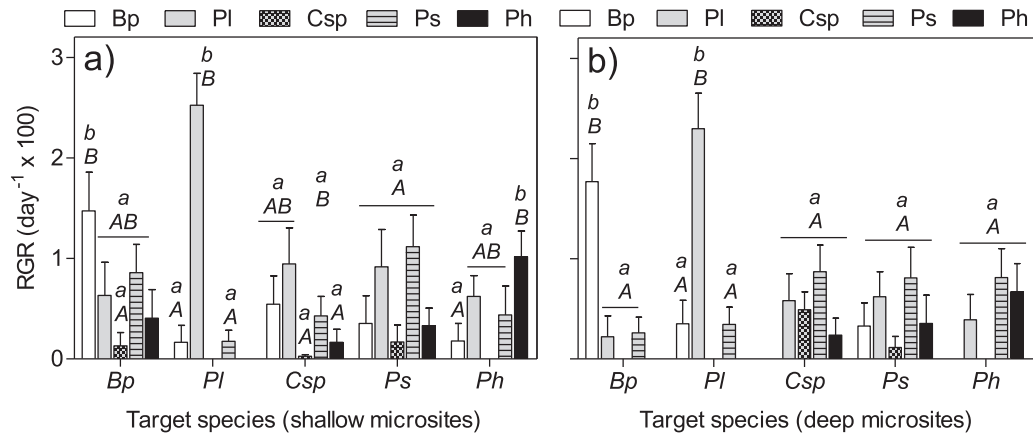 Bp Pl Csp Ps Ph
Bp Pl Csp Ps Ph
a)
b)
RGR (day⁻¹ x 100)
3
2
1
0
b
B
a
AB
a
A
a
A
b
B
a
A
a
AB
a
B
a
A
a
A
a
A
a
A
a
AB
b
B
b
B
a
A
a
A
b
B
a
A
a
A
a
A
a
A
Bp Pl Csp Ps Ph
Bp Pl Csp Ps Ph
Target species (shallow microsites)
Target species (deep microsites)